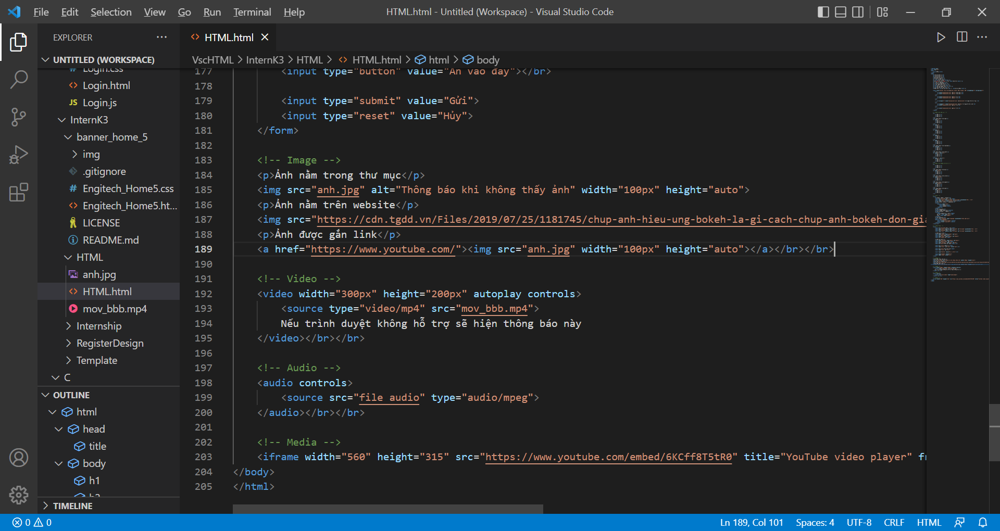 File Edit Selection View Go Run Terminal Help
HTML.html - Untitled (Workspace) - Visual Studio Code
EXPLORER
UNTITLED (WORKSPACE)
Login.css
Login.html
JS Login.js
InternK3
banner_home_5
img
.gitignore
# Engitech_Home5.css
Engitech_Home5.ht...
LICENSE
README.md
HTML
anh.jpg
HTML.html
mov_bbb.mp4
Internship
RegisterDesign
Template
C
OUTLINE
html
head
title
body
h1
h2
TIMELINE
HTML.html
VscHTML > InternK3 > HTML > HTML.html > html > body
177 <input type="button" value="Ấn vào đây"></br>
178
179 <input type="submit" value="Gửi">
180 <input type="reset" value="Hủy">
181 </form>
182
183 <!-- Image -->
184 <p>Ảnh nằm trong thư mục</p>
185 <img src="anh.jpg" alt="Thông báo khi không thấy ảnh" width="100px" height="auto">
186 <p>Ảnh nằm trên website</p>
187 <img src="https://cdn.tgdd.vn/Files/2019/07/25/1181745/chup-anh-hieu-ung-bokeh-la-gi-cach-chup-anh-bokeh-don-gia
188 <p>Ảnh được gắn link</p>
189 <a href="https://www.youtube.com/"><img src="anh.jpg" width="100px" height="auto"></a></br></br>
190
191 <!-- Video -->
192 <video width="300px" height="200px" autoplay controls>
193 <source type="video/mp4" src="mov_bbb.mp4">
194 Nếu trình duyệt không hỗ trợ sẽ hiện thông báo này
195 </video></br></br>
196
197 <!-- Audio -->
198 <audio controls>
199 <source src="file audio" type="audio/mpeg">
200 </audio></br></br>
201
202 <!-- Media -->
203 <iframe width="560" height="315" src="https://www.youtube.com/embed/6KCff8T5tR0" title="YouTube video player" fr
204 </body>
205 </html>
0 0
Ln 189, Col 101 Spaces: 4 UTF-8 CRLF HTML